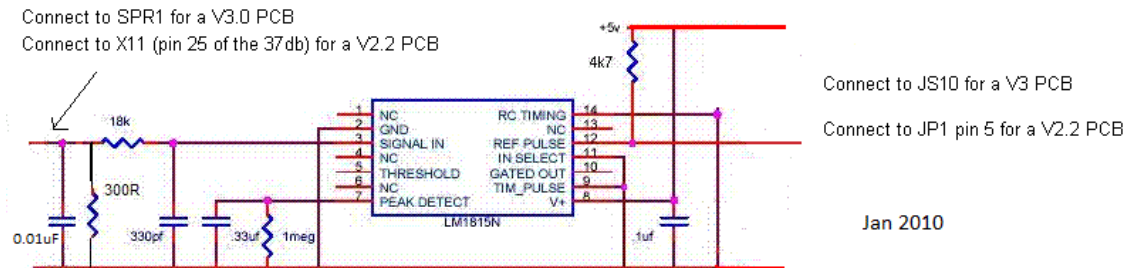 Connect to SPR1 for a V3.0 PCB
Connect to X11 (pin 25 of the 37db) for a V2.2 PCB
+5v
4k7
Connect to JS10 for a V3 PCB
Connect to JP1 pin 5 for a V2.2 PCB
18k
300R
0.01uF
330pf
.33uf
1meg
1 NC
2 GND
3 SIGNAL IN
4 NC
5 THRESHOLD
6 NC
7 PEAK DETECT
RC TIMING 14
NC 13
REF PULSE 12
IN SELECT 11
GATED OUT 10
TIM_PULSE 9
V+ 8
LM1815N
.1uf
Jan 2010